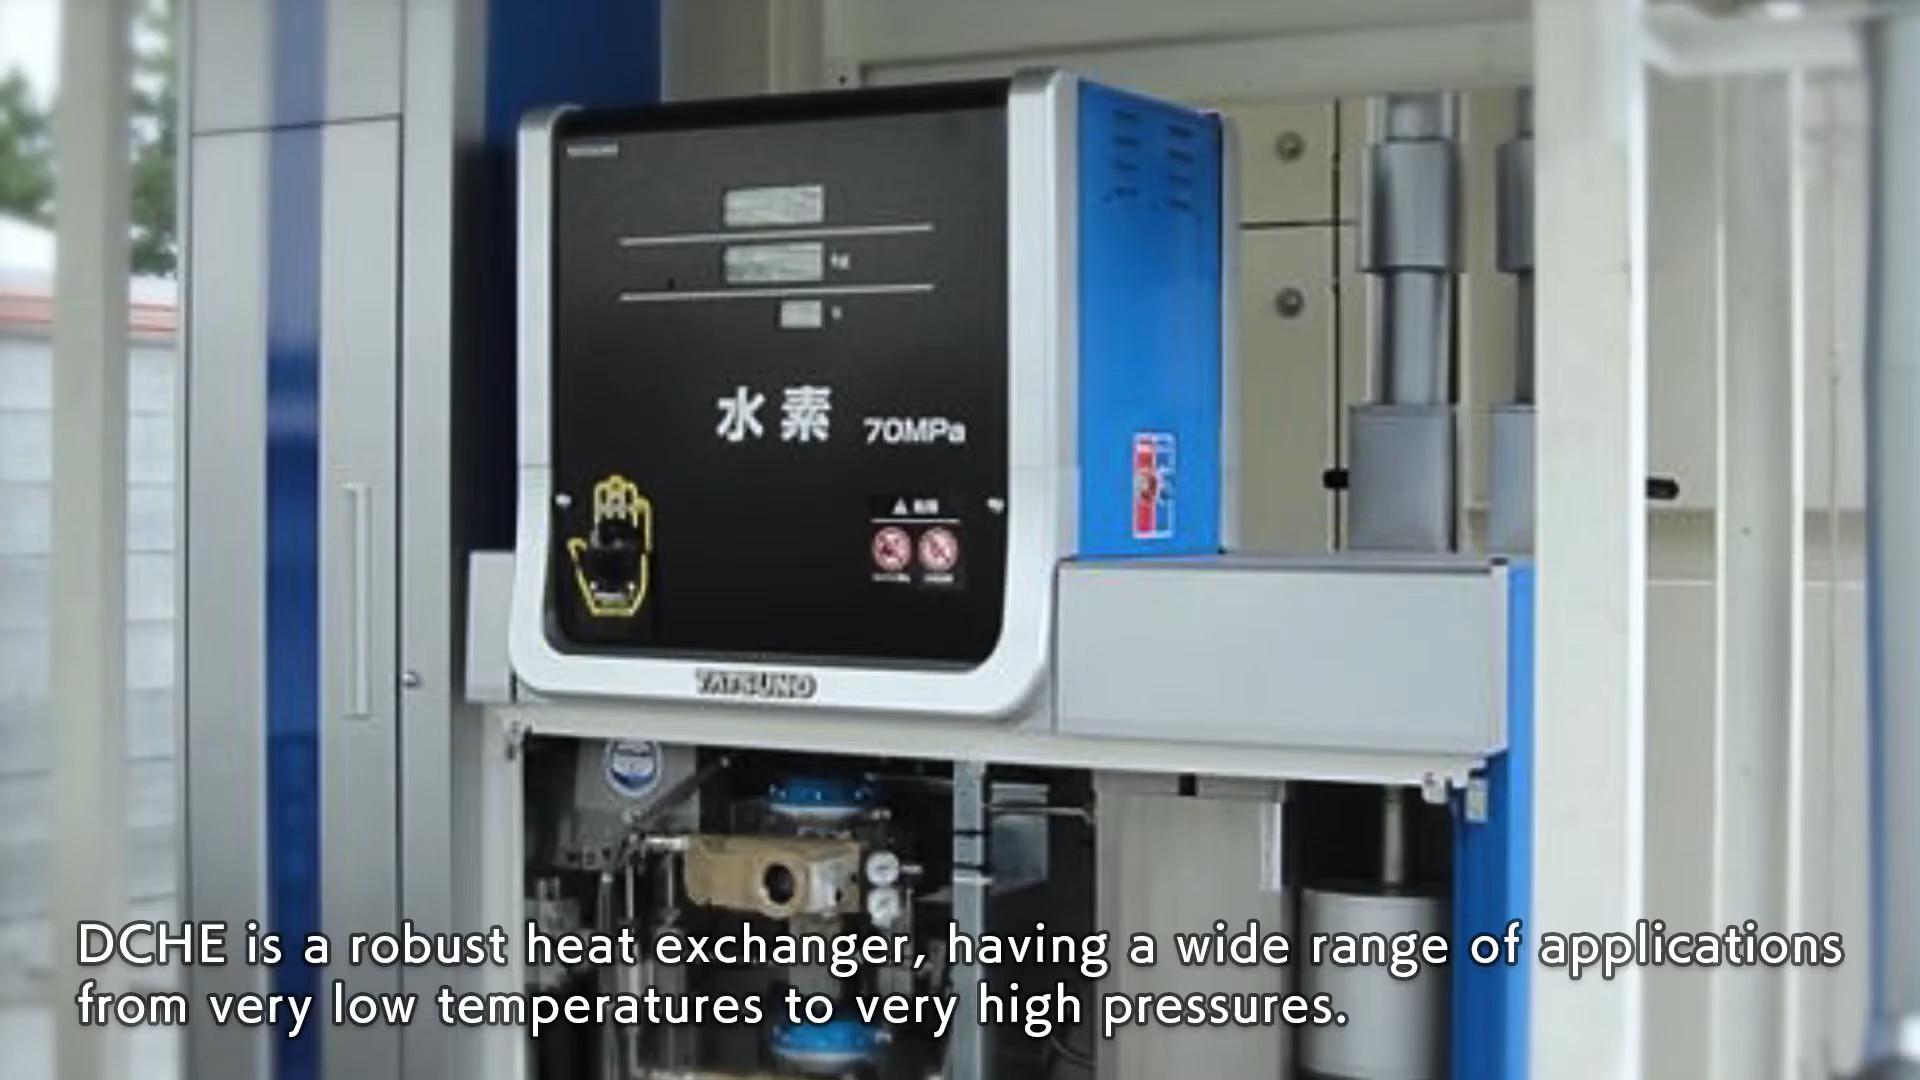 水素 70MPa
TATSUNO
DCHE is a robust heat exchanger, having a wide range of applications
from very low temperatures to very high pressures.